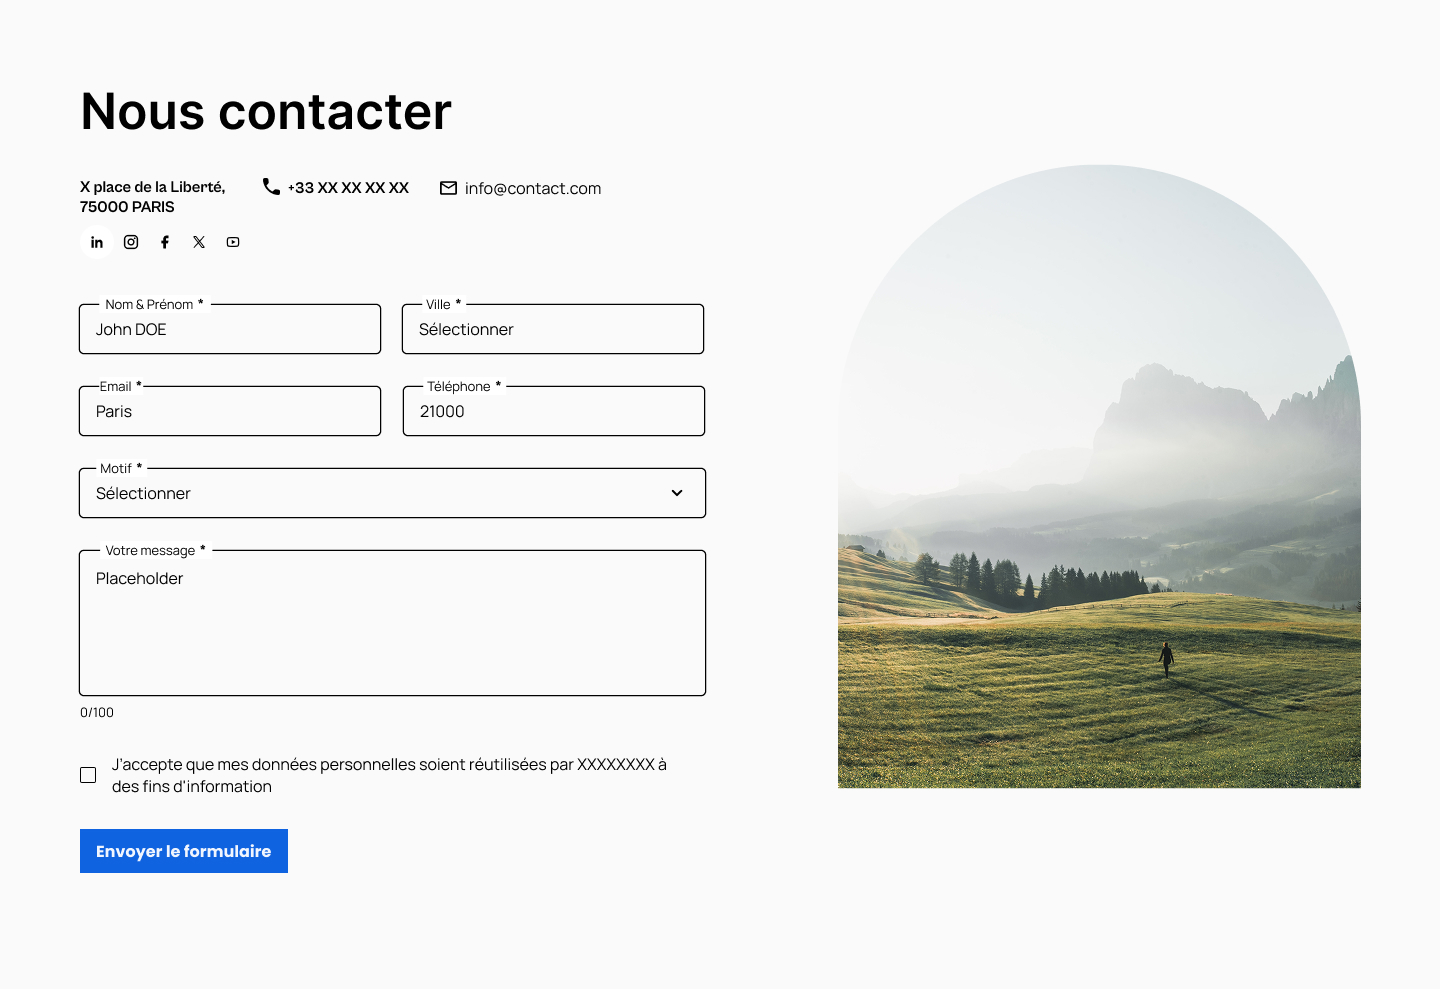 Nous contacter
X place de la Liberté,
75000 PARIS
+33 XX XX XX XX
info@contact.com
Nom & Prénom *
John DOE
Ville *
Sélectionner
Email *
Paris
Téléphone *
21000
Motif *
Sélectionner
Votre message *
Placeholder
0/100
J'accepte que mes données personnelles soient réutilisées par XXXXXXXX à
des fins d'information
Envoyer le formulaire